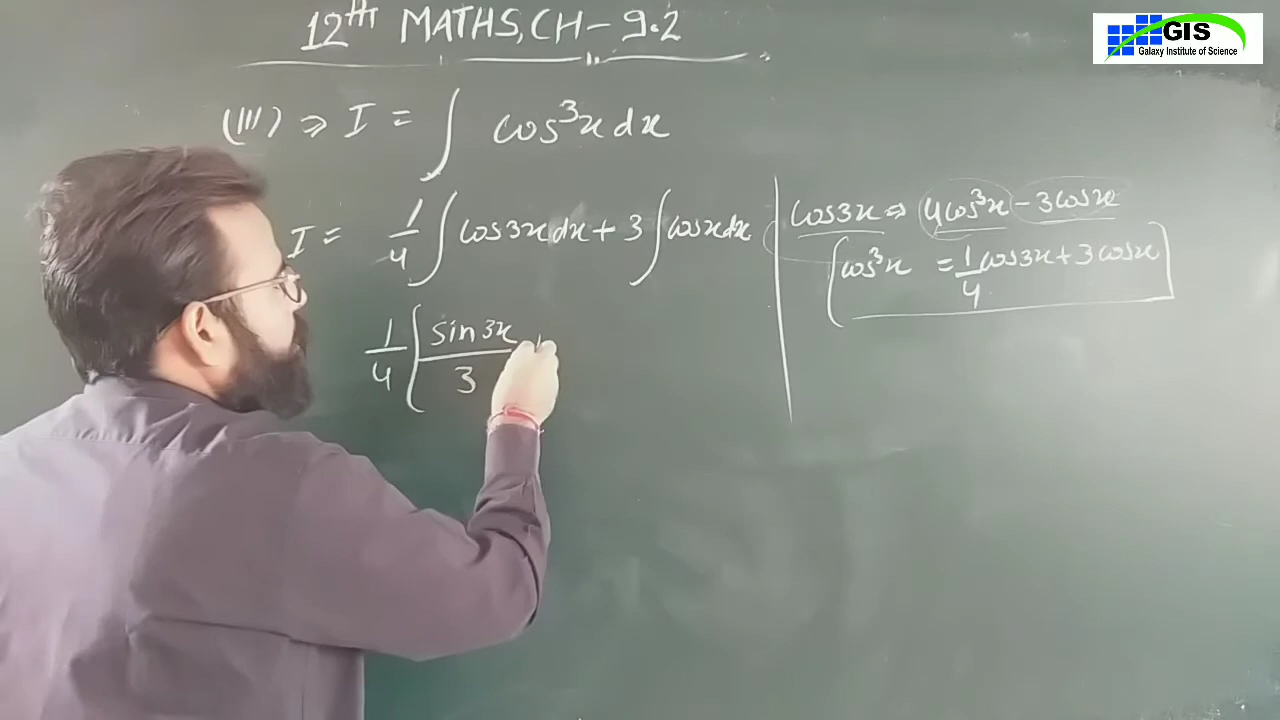 12th MATHS, CH - 9.2
GIS
Galaxy Institute of Science
(III) ⇒ I = ∫ cos³x dx
I = 1/4 ∫ cos3x dx + 3 ∫ cosx dx
1/4 ( sin3x/3 +
cos3x ⇒ 4cos³x - 3cosx
(cos³x = 1/4 cos3x + 3cosx]